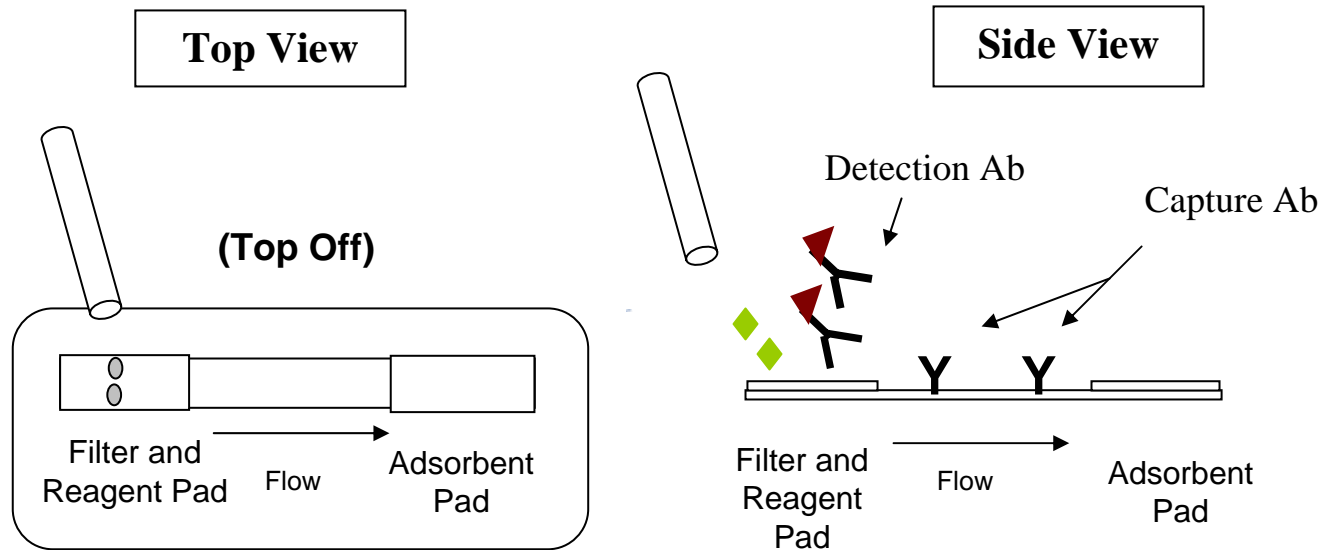 Top View
(Top Off)
Filter and
Reagent Pad
Flow
Adsorbent
Pad
Side View
Detection Ab
Capture Ab
Filter and
Reagent
Pad
Flow
Adsorbent
Pad